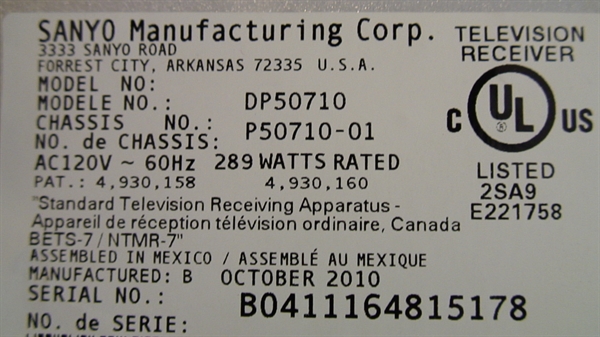 SANYO Manufacturing Corp.
3333 SANYO ROAD
FORREST CITY, ARKANSAS 72335 U.S.A.
TELEVISION
RECEIVER
C UL US
LISTED
2SA9
E221758
MODEL NO:
MODELE NO.: DP50710
CHASSIS NO.:
NO. de CHASSIS: P50710-01
AC120V ~ 60Hz 289 WATTS RATED
PAT.: 4,930,158 4,930,160
"Standard Television Receiving Apparatus -
Appareil de réception télévision ordinaire, Canada
BETS-7 / NTMR-7"
ASSEMBLED IN MEXICO / ASSEMBLÉ AU MEXIQUE
MANUFACTURED: B OCTOBER 2010
SERIAL NO.: B0411164815178
NO. de SERIE: